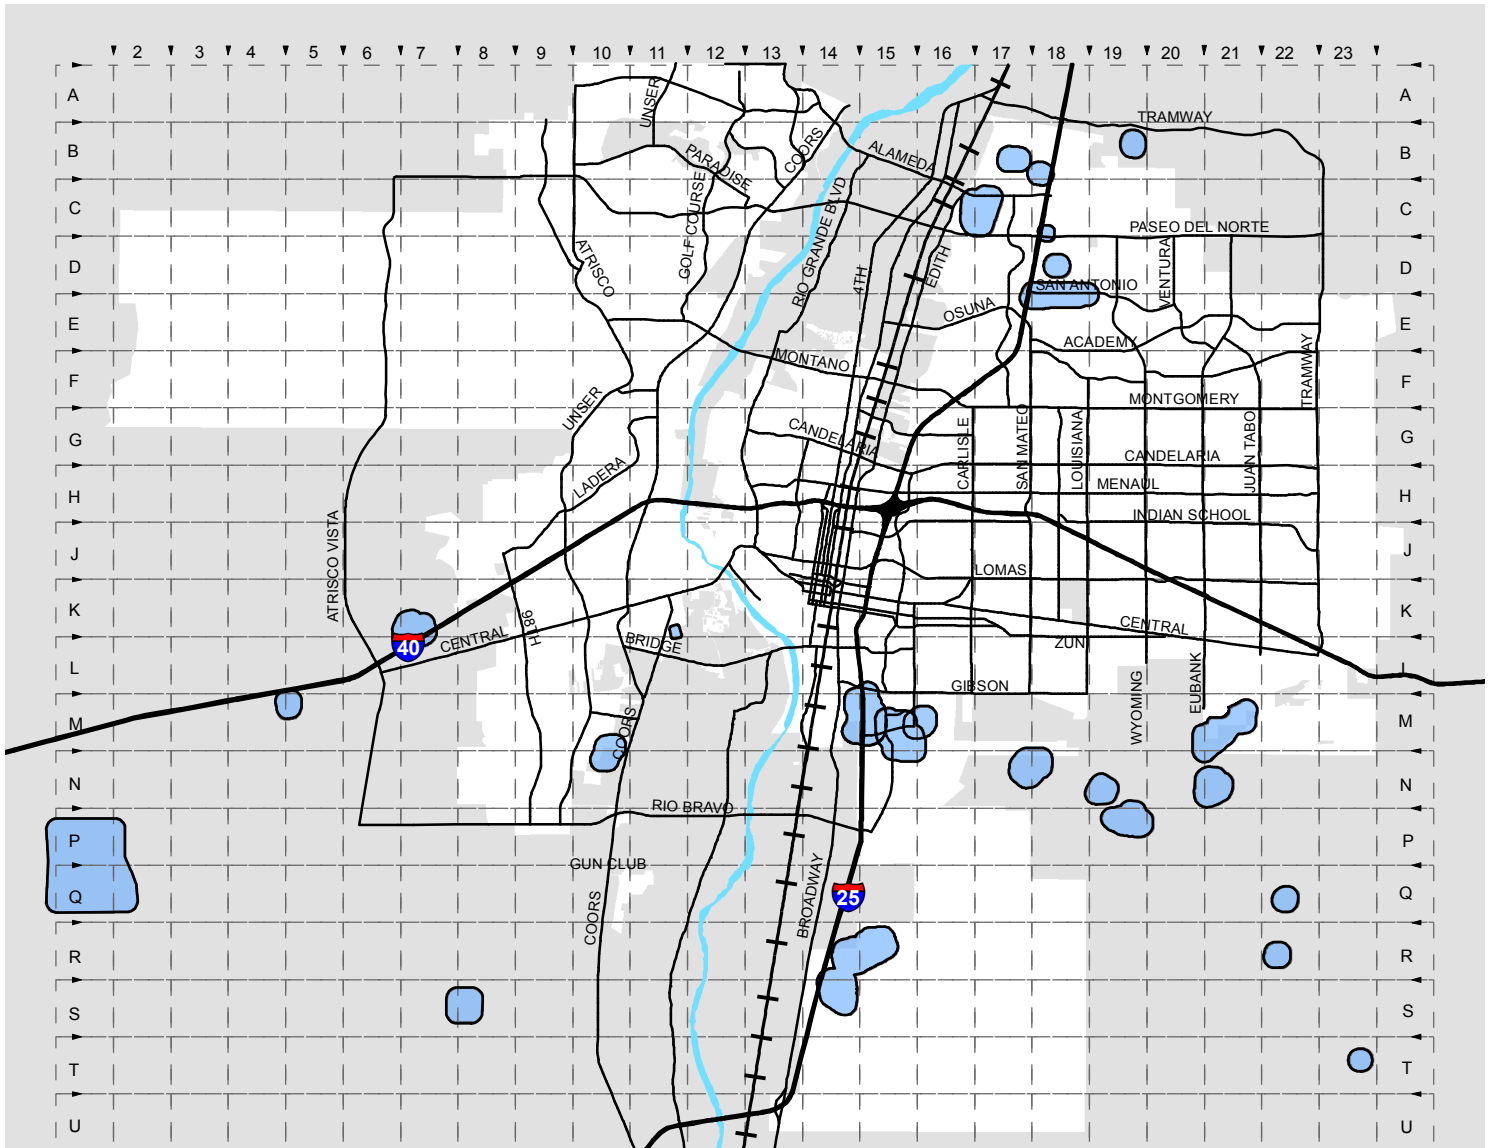 2 3 4 5 6 7 8 9 10 11 12 13 14 15 16 17 18 19 20 21 22 23
A UNSER A
TRAMWAY
B PARADISE COORS ALAMEDA B
C GOLF COURSE RIO GRANDE BLVD PASEO DEL NORTE C
D ATRISCO 4TH EDITH VENTURA D
SAN ANTONIO
E OSUNA E
ACADEMY
MONTANO TRAMWAY
F UNSER F
MONTGOMERY
G CANDELARIA CARLISLE SAN MATEO LOUISIANA JUAN TABO G
CANDELARIA
LADERA MENAUL
H H
INDIAN SCHOOL
J ATRISCO VISTA J
LOMAS
K 98TH K
CENTRAL
CENTRAL BRIDGE ZUN
40
L L
GIBSON
EUBANK
M COORS WYOMING M
N N
RIO BRAVO
P P
GUN CLUB
Q COORS BROADWAY 25 Q
R R
S S
T T
U U